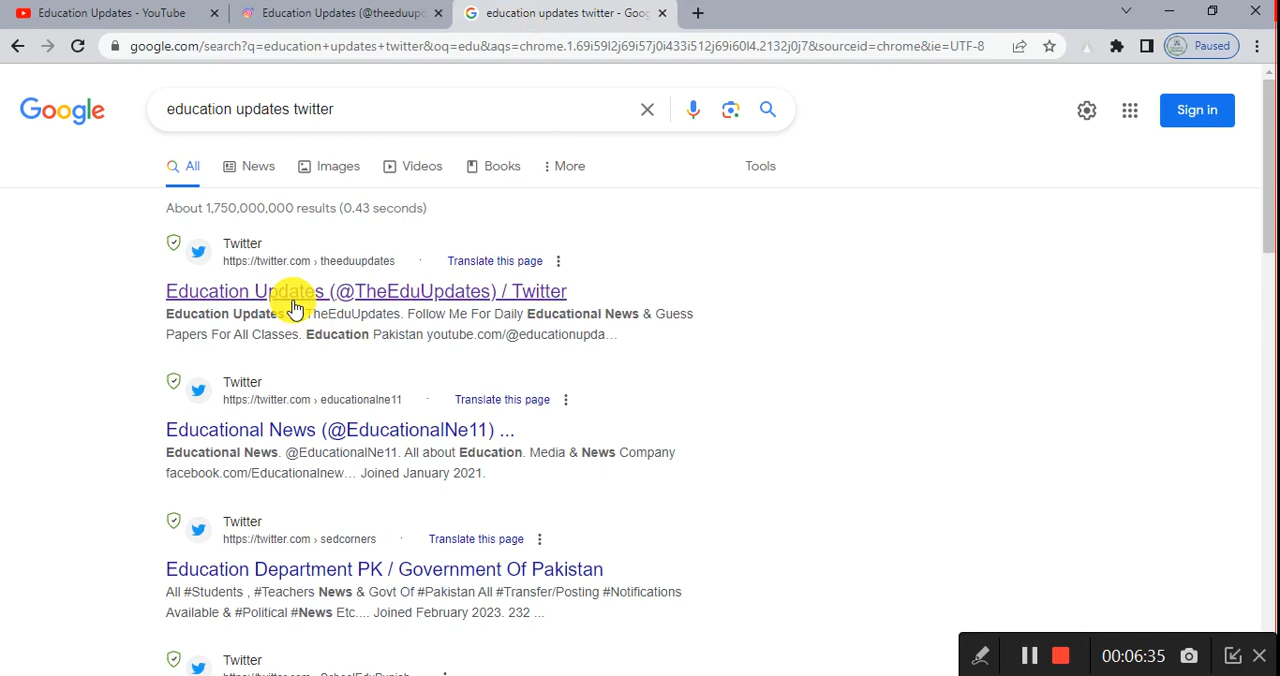 Education Updates - YouTube
Education Updates (@theeduupd
education updates twitter - Goog
google.com/search?q=education+updates+twitter&oq=edu&aqs=chrome.1.69i59l2j69i57j0i433i512j69i60l4.2132j0j7&sourceid=chrome&ie=UTF-8
Paused
Google
education updates twitter
Sign in
All
News
Images
Videos
Books
More
Tools
About 1,750,000,000 results (0.43 seconds)
Twitter
https://twitter.com › theeduupdates · Translate this page
Education Updates (@TheEduUpdates) / Twitter
Education Updates TheEduUpdates. Follow Me For Daily Educational News & Guess
Papers For All Classes. Education Pakistan youtube.com/@educationupda...
Twitter
https://twitter.com › educationalne11 · Translate this page
Educational News (@EducationalNe11) ...
Educational News. @EducationalNe11. All about Education. Media & News Company
facebook.com/Educationalnew... Joined January 2021.
Twitter
https://twitter.com › sedcorners · Translate this page
Education Department PK / Government Of Pakistan
All #Students , #Teachers News & Govt Of #Pakistan All #Transfer/Posting #Notifications
Available & #Political #News Etc.... Joined February 2023. 232 ...
Twitter
00:06:35